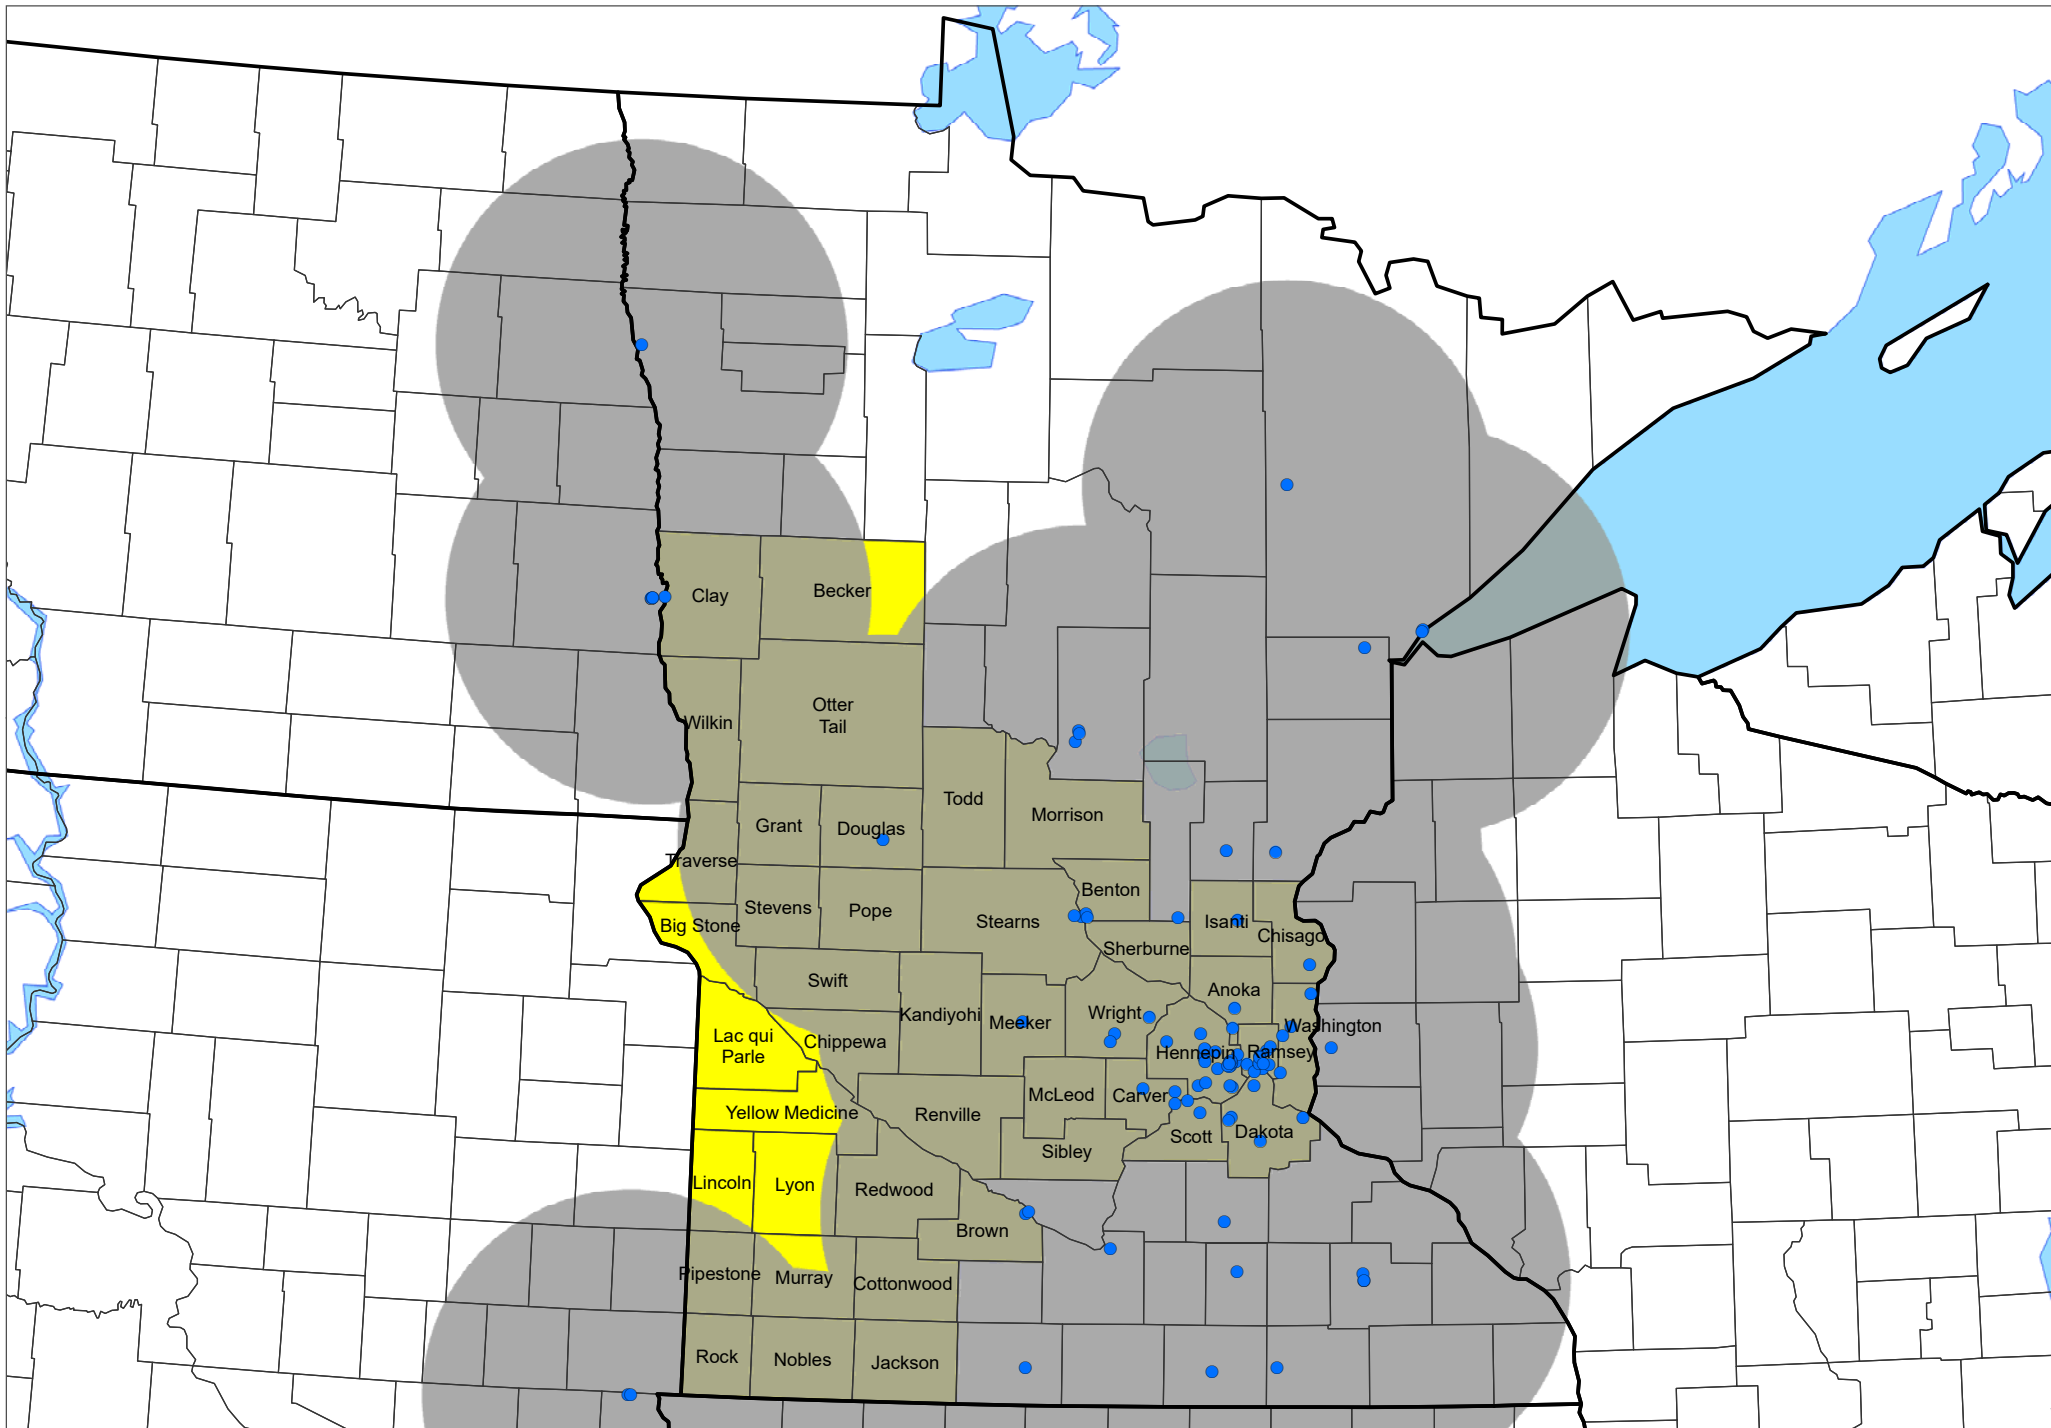 Clay
Becker
Otter
Tail
Wilkin
Todd
Morrison
Grant
Douglas
Traverse
Benton
Stevens
Pope
Stearns
Isanti
Big Stone
Chisago
Sherburne
Swift
Anoka
Kandiyohi
Meeker
Wright
Washington
Lac qui
Parle
Chippewa
Hennepin
Ramsey
McLeod
Carver
Yellow Medicine
Renville
Scott
Dakota
Sibley
Lincoln
Lyon
Redwood
Brown
Pipestone
Murray
Cottonwood
Rock
Nobles
Jackson